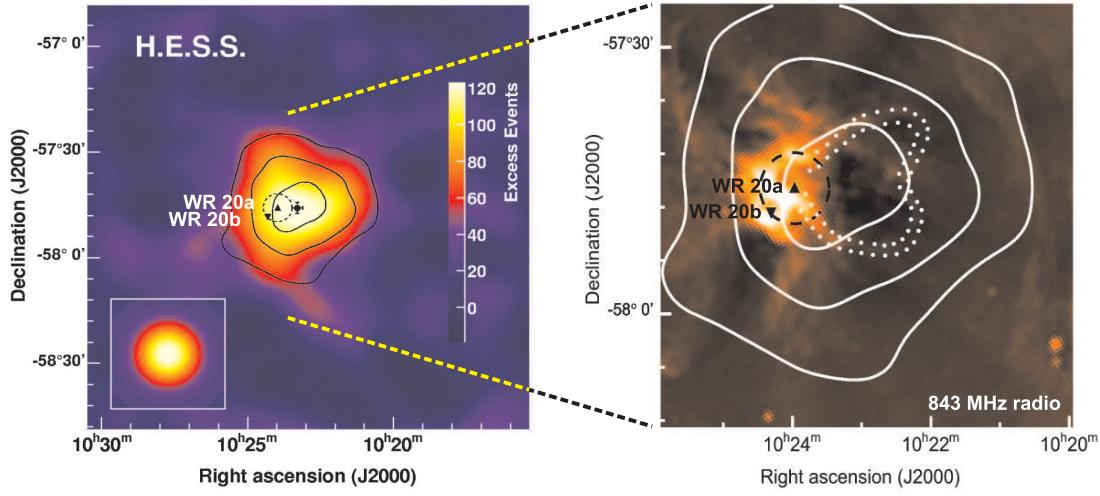 H.E.S.S.
-57° 0'
-57°30'
-58° 0'
-58°30'
Declination (J2000)
10ʰ30ᵐ
10ʰ25ᵐ
10ʰ20ᵐ
Right ascension (J2000)
WR 20a
WR 20b
120
100
80
60
40
20
0
Excess Events
-57°30'
-58° 0'
Declination (J2000)
WR 20a
WR 20b
843 MHz radio
10ʰ24ᵐ
10ʰ22ᵐ
10ʰ20ᵐ
Right ascension (J2000)